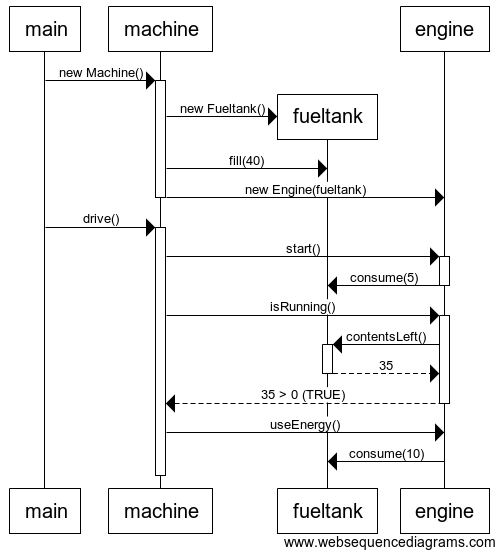 main machine engine
new Machine()
new Fueltank()
fueltank
fill(40)
new Engine(fueltank)
drive()
start()
consume(5)
isRunning()
contentsLeft()
35
35 > 0 (TRUE)
useEnergy()
consume(10)
main machine fueltank engine
www.websequencediagrams.com